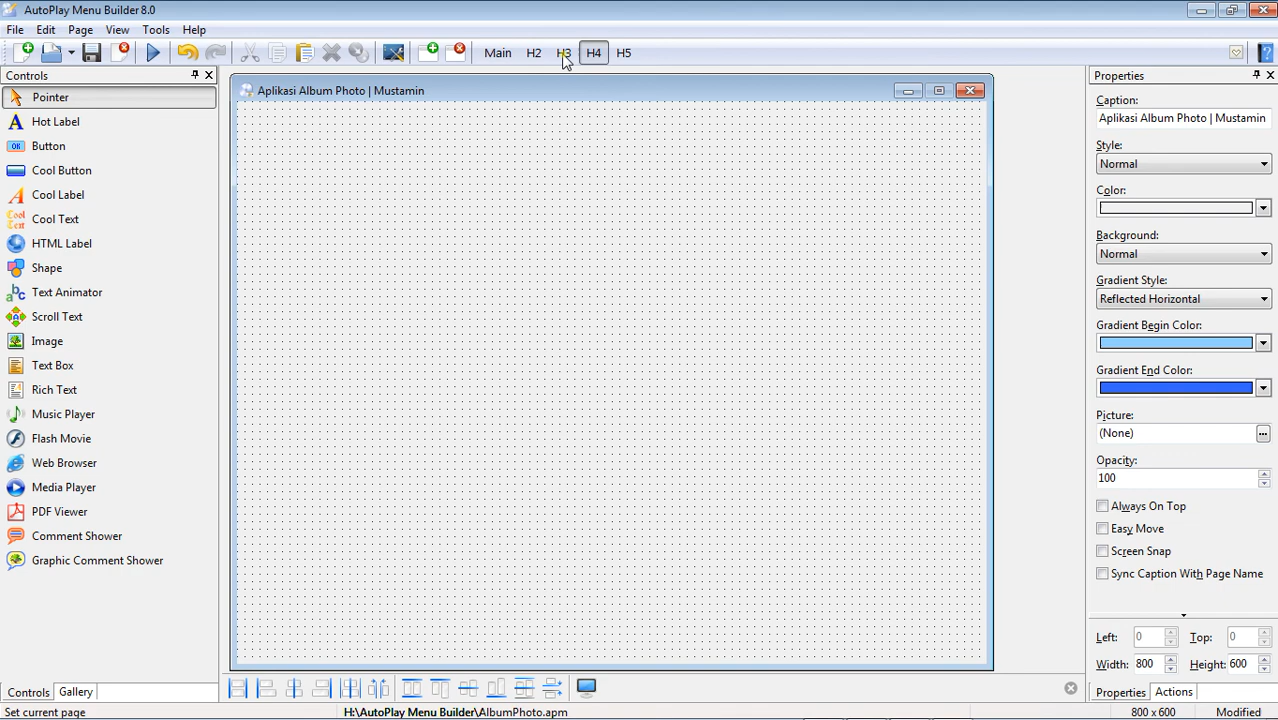 AutoPlay Menu Builder 8.0
File Edit Page View Tools Help
Main H2 H3 H4 H5
Controls
Pointer
Hot Label
Button
Cool Button
Cool Label
Cool Text
HTML Label
Shape
Text Animator
Scroll Text
Image
Text Box
Rich Text
Music Player
Flash Movie
Web Browser
Media Player
PDF Viewer
Comment Shower
Graphic Comment Shower
Controls Gallery
Aplikasi Album Photo | Mustamin
Properties
Caption:
Aplikasi Album Photo | Mustamin
Style:
Normal
Color:
Background:
Normal
Gradient Style:
Reflected Horizontal
Gradient Begin Color:
Gradient End Color:
Picture:
(None)
Opacity:
100
Always On Top
Easy Move
Screen Snap
Sync Caption With Page Name
Left: 0 Top: 0
Width: 800 Height: 600
Properties Actions
Set current page H:\AutoPlay Menu Builder\AlbumPhoto.apm 800 x 600 Modified